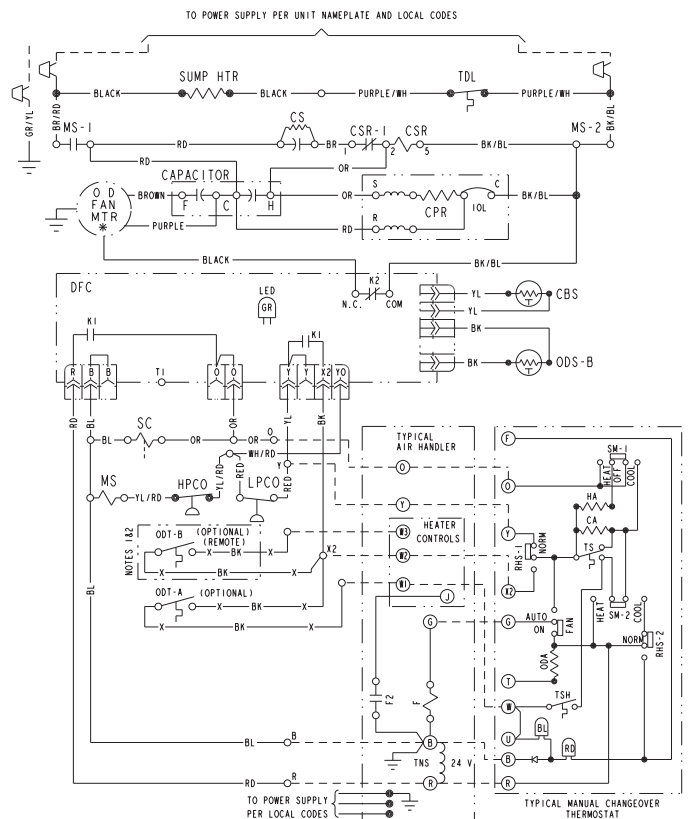 TO POWER SUPPLY PER UNIT NAMEPLATE AND LOCAL CODES
SUMP HTR
TDL
BLACK
BLACK
PURPLE/WH
PURPLE/WH
GR/YL
BR/RD
BK/BL
MS-1
CS
CSR-1
CSR
MS-2
RD
BR
1
2
5
BK/BL
RD
OR
CAPACITOR
O D
FAN
MTR
*
BROWN
F
C
H
OR
S
C
BK/BL
CPR
IOL
PURPLE
RD
R
BLACK
BK/BL
DFC
LED
GR
K2
N.C.
COM
YL
CBS
YL
BK
BK
ODS-B
K1
K1
R
B
B
T1
O
O
Y
Y
X2
YO
RD
BL
OR
YL
BK
SC
BL
OR
OR
O
WH/RD
Y
MS
YL/RD
HPCO
YL/RD
RED
LPCO
RED
NOTES 1&2
ODT-B
(OPTIONAL)
(REMOTE)
X
BK
X
X
BK
X
X2
ODT-A
(OPTIONAL)
X
BK
X
BK
X
BL
TYPICAL
AIR HANDLER
O
Y
W3
HEATER
CONTROLS
W2
W1
J
G
F2
F
B
TNS
24 V
R
BL
B
RD
R
TO POWER SUPPLY
PER LOCAL CODES
F
SM-1
HEAT
OFF
COOL
O
HA
CA
Y
NORM
RHS-1
TS
X2
HEAT
SM-2
COOL
G
AUTO
ON
FAN
NORM
RHS-2
ODA
T
TSH
W
U
BL
RD
B
R
TYPICAL MANUAL CHANGEOVER
THERMOSTAT